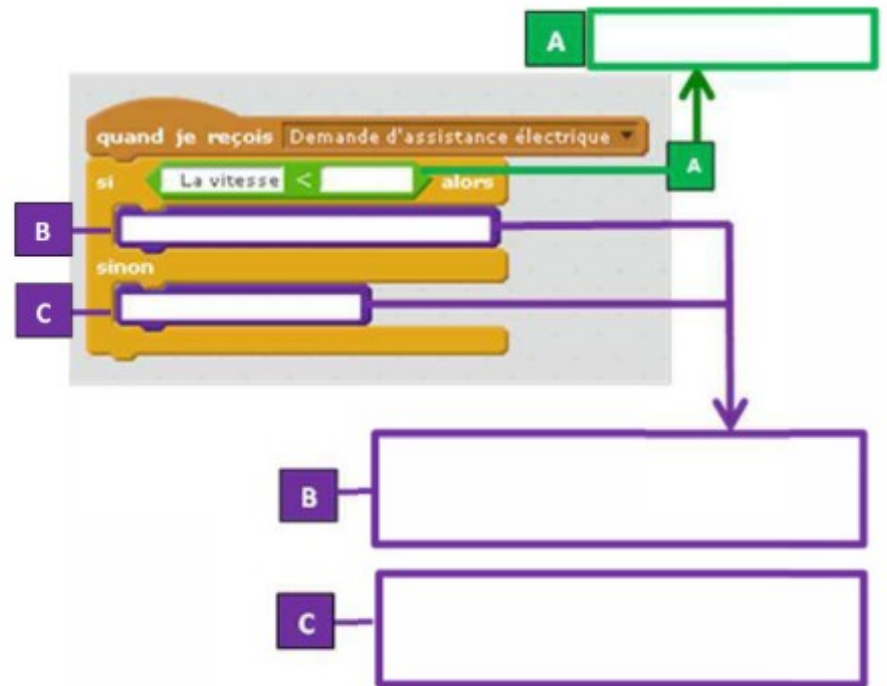 A
quand je reçois Demande d'assistance électrique
A
si La vitesse < alors
B
sinon
C
B
C